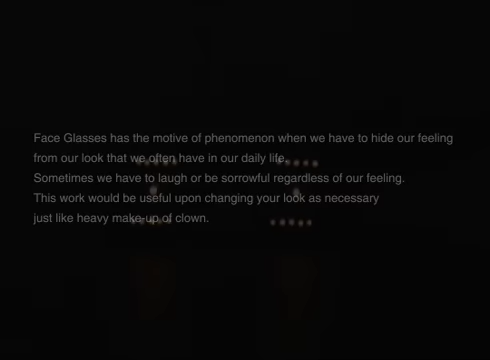 Face Glasses has the motive of phenomenon when we have to hide our feeling
from our look that we often have in our daily life.
Sometimes we have to laugh or be sorrowful regardless of our feeling.
This work would be useful upon changing your look as necessary
just like heavy make-up of clown.